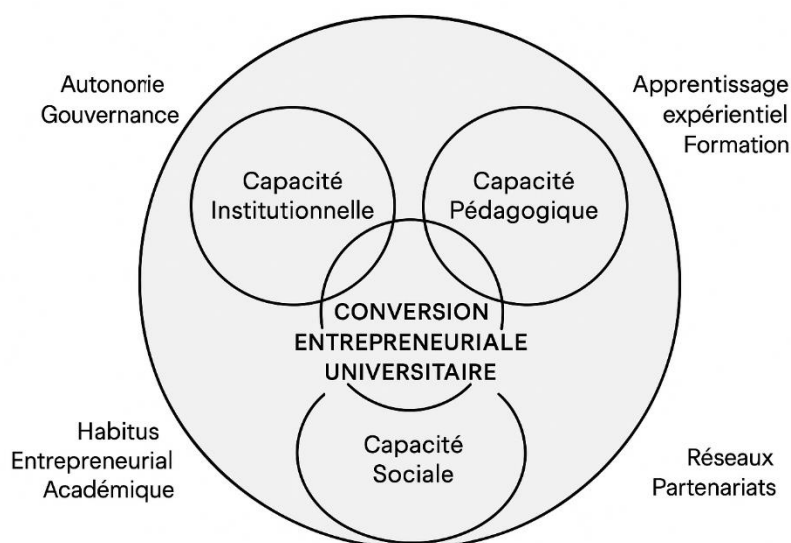 Autonorie
Gouvernance
Apprentissage
expérientiel
Formation
Capacité
Institutionnelle
Capacité
Pédagogique
CONVERSION
ENTREPRENEURIALE
UNIVERSITAIRE
Habitus
Entrepreneurial
Académique
Capacité
Sociale
Réseaux
Partenariats